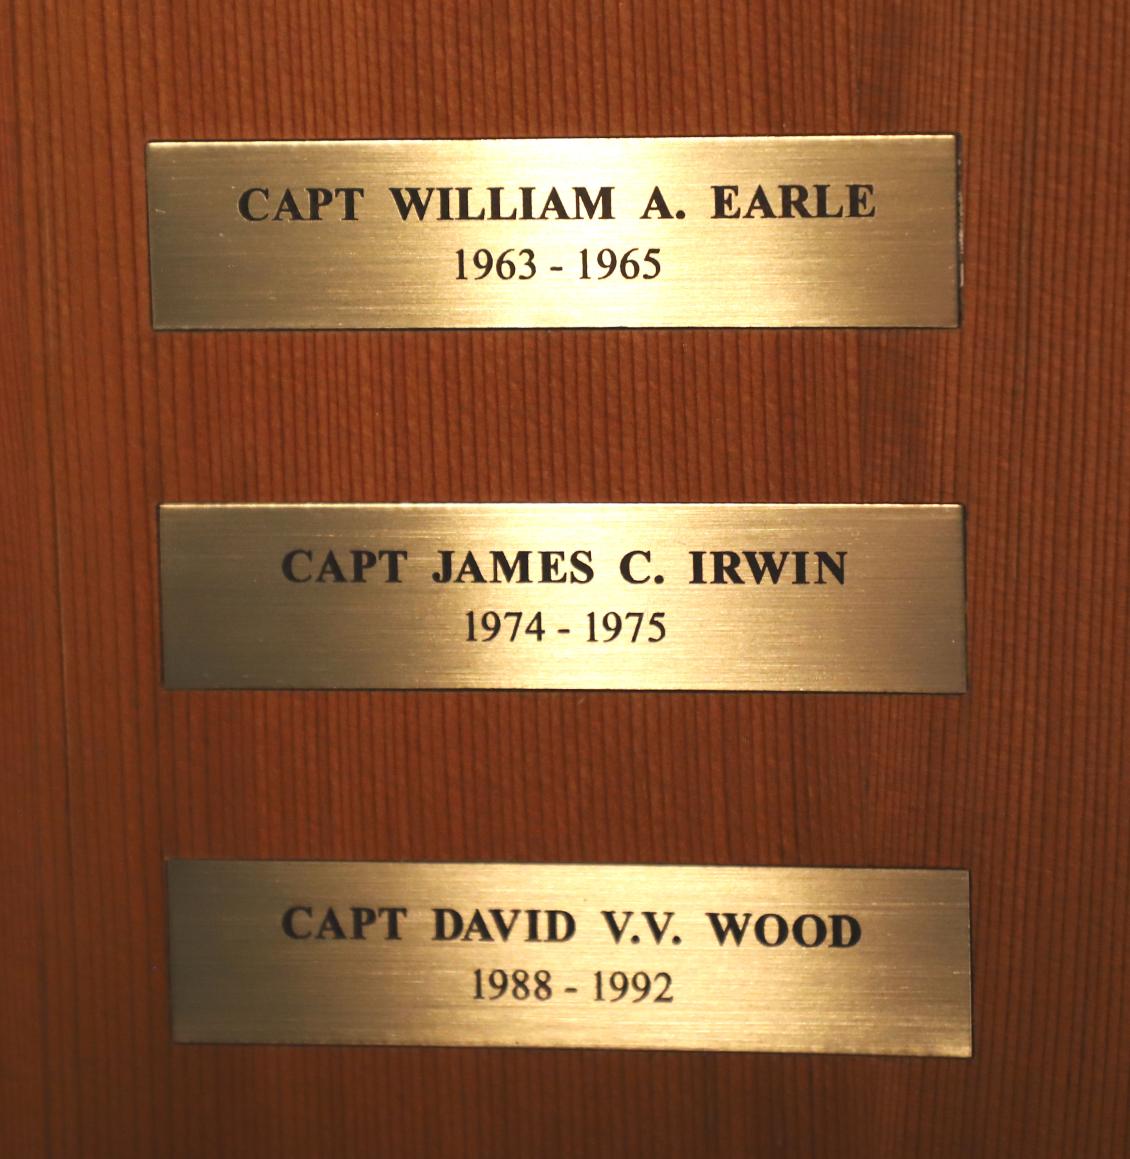 CAPT WILLIAM A. EARLE
1963 - 1965
CAPT JAMES C. IRWIN
1974 - 1975
CAPT DAVID V.V. WOOD
1988 - 1992